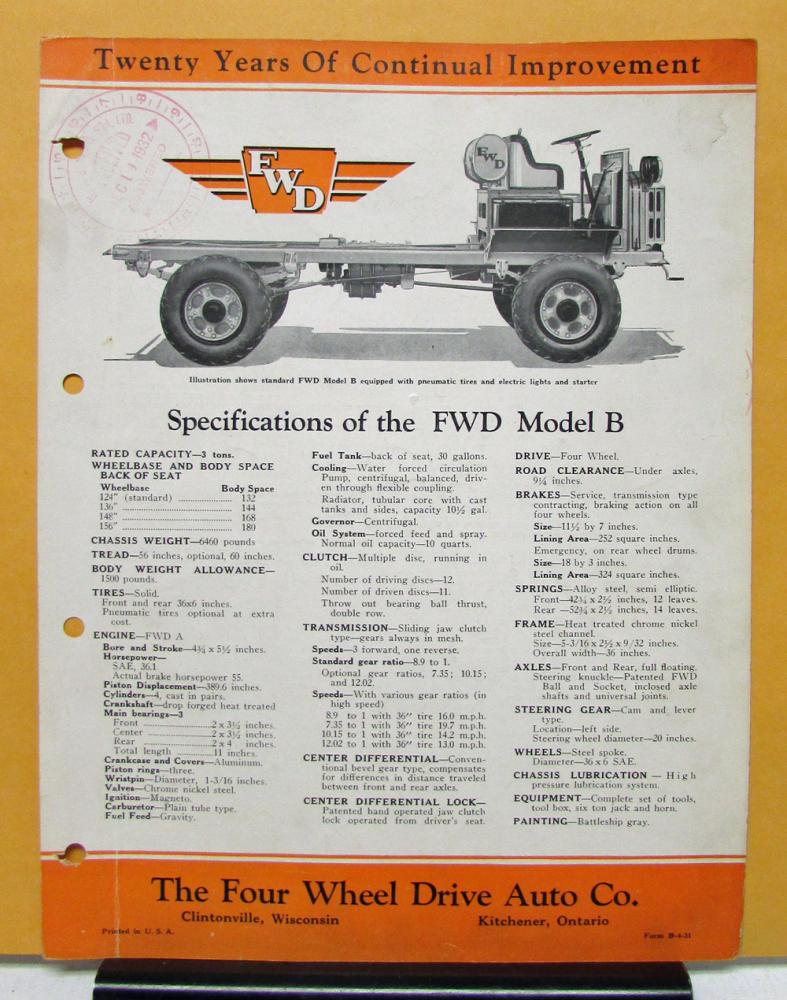 Twenty Years Of Continual Improvement
LTD.
1932
FWD
FWD
Illustration shows standard FWD Model B equipped with pneumatic tires and electric lights and starter
Specifications of the FWD Model B
RATED CAPACITY—3 tons.
WHEELBASE AND BODY SPACE
BACK OF SEAT
Wheelbase Body Space
124" (standard) 132
136" 144
148" 168
156" 180
CHASSIS WEIGHT—6460 pounds
TREAD—56 inches, optional, 60 inches.
BODY WEIGHT ALLOWANCE—
1500 pounds.
TIRES—Solid.
Front and rear 36x6 inches.
Pneumatic tires optional at extra
cost.
ENGINE—FWD A
Bore and Stroke—4¾ x 5½ inches.
Horsepower—
SAE, 36.1
Actual brake horsepower 55.
Piston Displacement—389.6 inches.
Cylinders—4, cast in pairs.
Crankshaft—drop forged heat treated
Main bearings—3
Front 2 x 3½ inches.
Center 2 x 3½ inches.
Rear 2 x 4 inches.
Total length 11 inches.
Crankcase and Covers—Aluminum.
Piston rings—three.
Wristpin—Diameter, 1-3/16 inches.
Valves—Chrome nickel steel.
Ignition—Magneto.
Carburetor—Plain tube type.
Fuel Feed—Gravity.
Fuel Tank—back of seat, 30 gallons.
Cooling—Water forced circulation
Pump, centrifugal, balanced, driv-
en through flexible coupling.
Radiator, tubular core with cast
tanks and sides, capacity 10½ gal.
Governor—Centrifugal.
Oil System—forced feed and spray.
Normal oil capacity—10 quarts.
CLUTCH—Multiple disc, running in
oil.
Number of driving discs—12.
Number of driven discs—11.
Throw out bearing ball thrust,
double row.
TRANSMISSION—Sliding jaw clutch
type—gears always in mesh.
Speeds—3 forward, one reverse.
Standard gear ratio—8.9 to 1.
Optional gear ratios, 7.35; 10.15;
and 12.02.
Speeds—With various gear ratios (in
high speed)
8.9 to 1 with 36" tire 16.0 m.p.h.
7.35 to 1 with 36" tire 19.7 m.p.h.
10.15 to 1 with 36" tire 14.2 m.p.h.
12.02 to 1 with 36" tire 13.0 m.p.h.
CENTER DIFFERENTIAL—Conven-
tional bevel gear type, compensates
for differences in distance traveled
between front and rear axles.
CENTER DIFFERENTIAL LOCK—
Patented hand operated jaw clutch
lock operated from driver's seat.
DRIVE—Four Wheel.
ROAD CLEARANCE—Under axles,
9¼ inches.
BRAKES—Service, transmission type
contracting, braking action on all
four wheels.
Size—11½ by 7 inches.
Lining Area—252 square inches.
Emergency, on rear wheel drums.
Size—18 by 3 inches.
Lining Area—324 square inches.
SPRINGS—Alloy steel, semi elliptic.
Front—42¾ x 2½ inches, 12 leaves.
Rear—52¾ x 2½ inches, 14 leaves.
FRAME—Heat treated chrome nickel
steel channel.
Size—5-3/16 x 2½ x 9/32 inches.
Overall width—36 inches.
AXLES—Front and Rear, full floating.
Steering knuckle—Patented FWD
Ball and Socket, inclosed axle
shafts and universal joints.
STEERING GEAR—Cam and lever
type.
Location—left side.
Steering wheel diameter—20 inches.
WHEELS—Steel spoke.
Diameter—36 x 6 SAE.
CHASSIS LUBRICATION — High
pressure lubrication system.
EQUIPMENT—Complete set of tools,
tool box, six ton jack and horn.
PAINTING—Battleship gray.
The Four Wheel Drive Auto Co.
Clintonville, Wisconsin Kitchener, Ontario
Printed in U. S. A. Form B-4-31